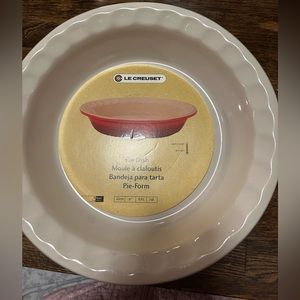 LE CREUSET
Pie Dish
Moule à clafoutis
Bandeja para tarta
Pie-Form